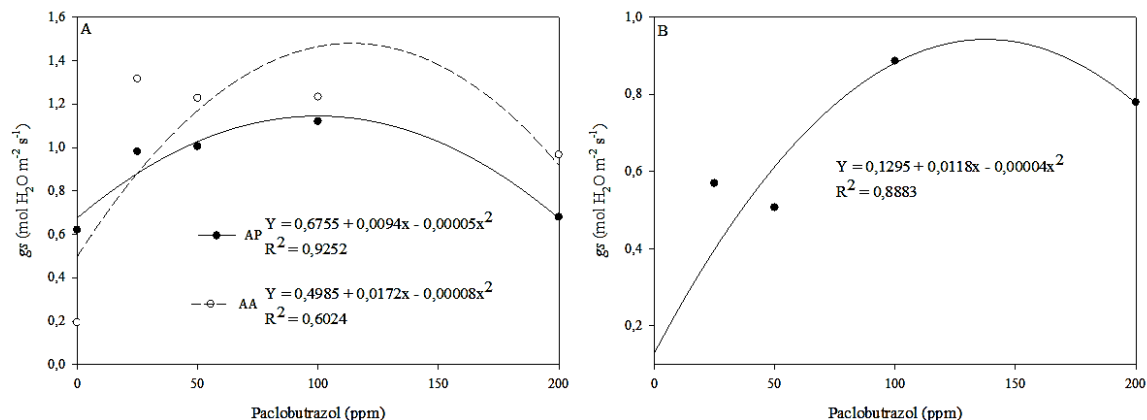 A
gs (mol H2O m-2 s-1)
1,6
1,4
1,2
1,0
0,8
0,6
0,4
0,2
0,0
AP Y = 0,6755 + 0,0094x - 0,00005x2
R2 = 0,9252
AA Y = 0,4985 + 0,0172x - 0,00008x2
R2 = 0,6024
0 50 100 150 200
Paclobutrazol (ppm)
B
gs (mol H2O m-2 s-1)
1,0
0,8
0,6
0,4
0,2
Y = 0,1295 + 0,0118x - 0,00004x2
R2 = 0,8883
0 50 100 150 200
Paclobutrazol (ppm)